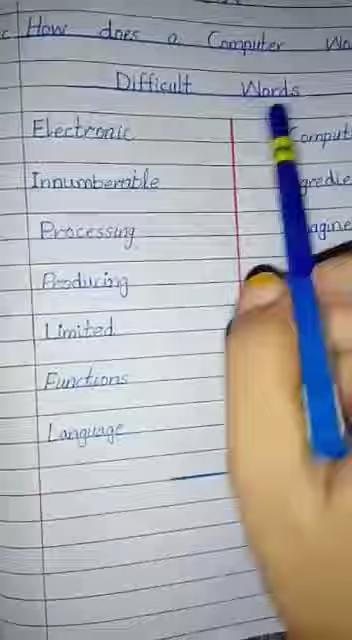 How does a Computer
Difficult Words
Electronic
Innumberable
Processing
Producing
Limited
Functions
Language